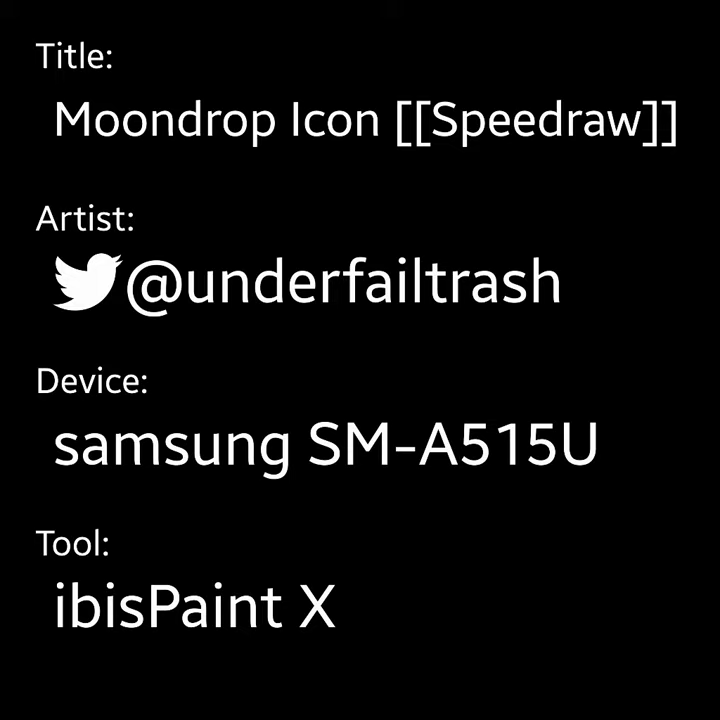 Title:
Moondrop Icon [[Speedraw]]
Artist:
@underfailtrash
Device:
samsung SM-A515U
Tool:
ibisPaint X